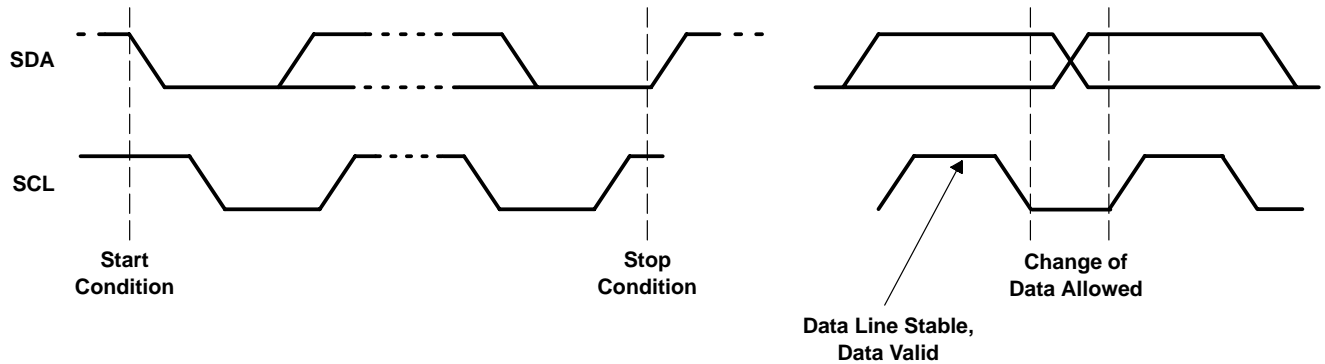 SDA
SCL
Start
Condition
Stop
Condition
Change of
Data Allowed
Data Line Stable,
Data Valid